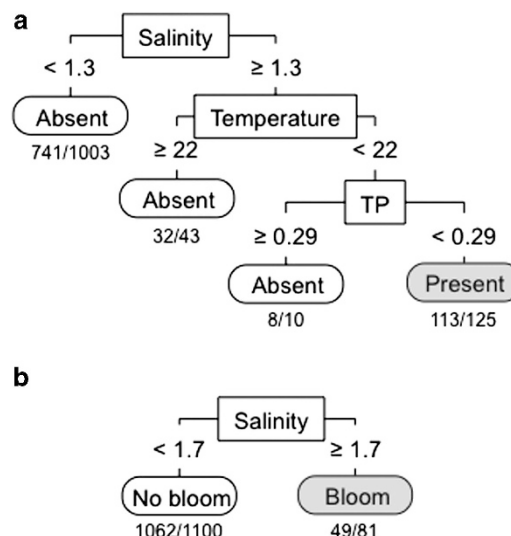 a
Salinity
< 1.3
≥ 1.3
Absent
741/1003
Temperature
≥ 22
< 22
Absent
32/43
TP
≥ 0.29
< 0.29
Absent
8/10
Present
113/125
b
Salinity
< 1.7
≥ 1.7
No bloom
1062/1100
Bloom
49/81